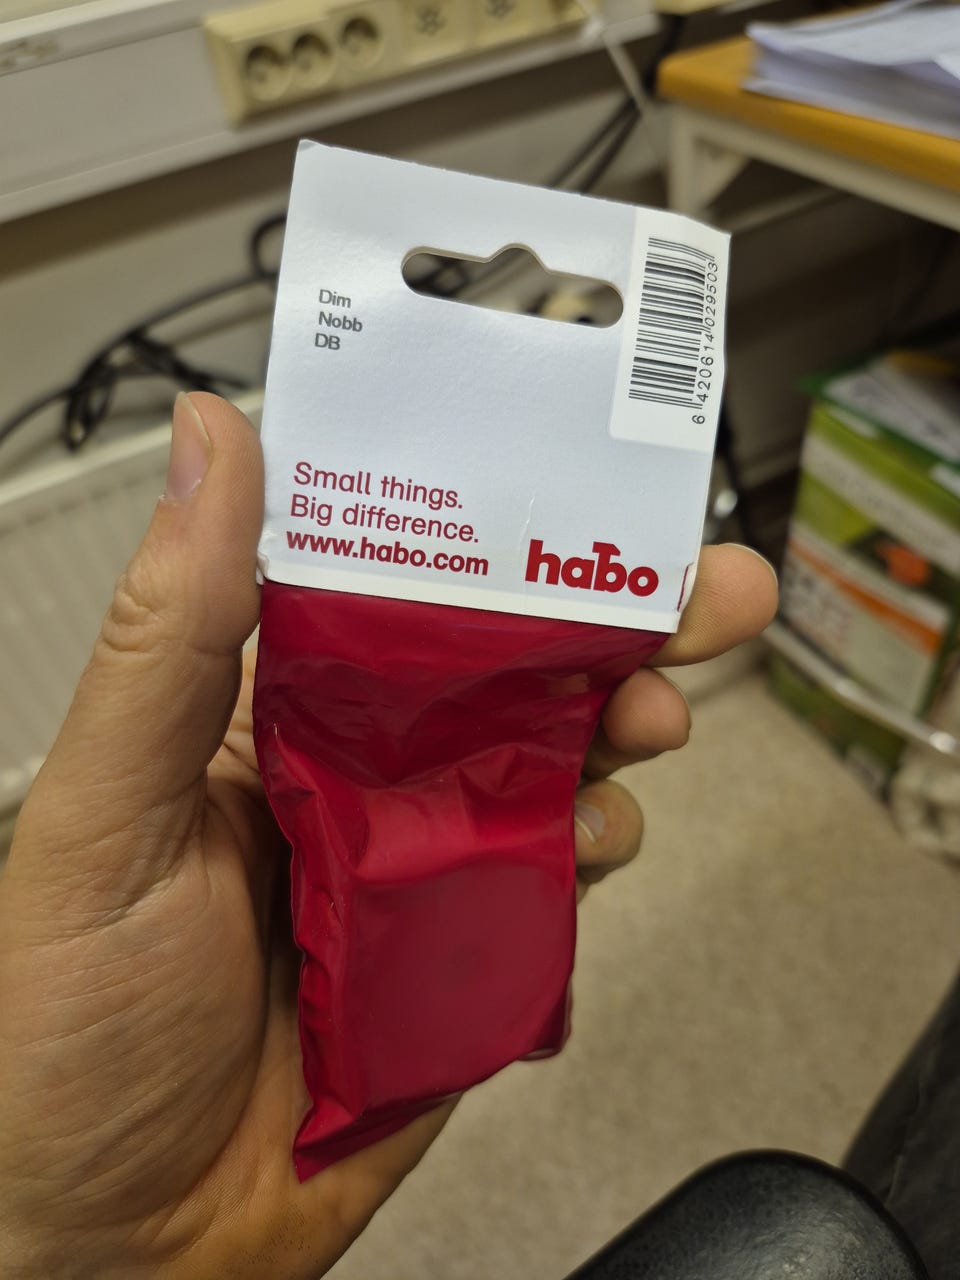 Dim
Nobb
DB
6 420614 029503
Small things.
Big difference.
www.habo.com
habo